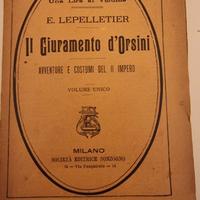 Una Lira al Volume
E. LEPELLETIER
Il Giuramento d'Orsini
AVVENTURE E COSTUMI DEL II IMPERO
VOLUME UNICO
MILANO
SOCIETÀ EDITRICE SONZOGNO
14 — Via Pasquirolo — 14